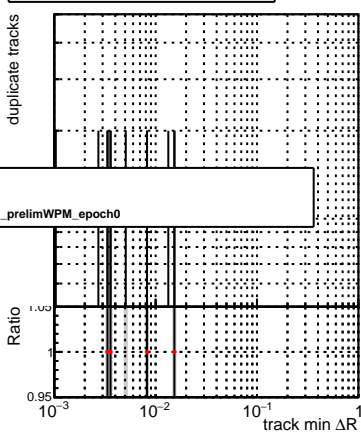 duplicate tracks
_prelimWPM_epoch0
Ratio
1.05
1
0.95
10−3
10−2
10−1
1
track min ΔR